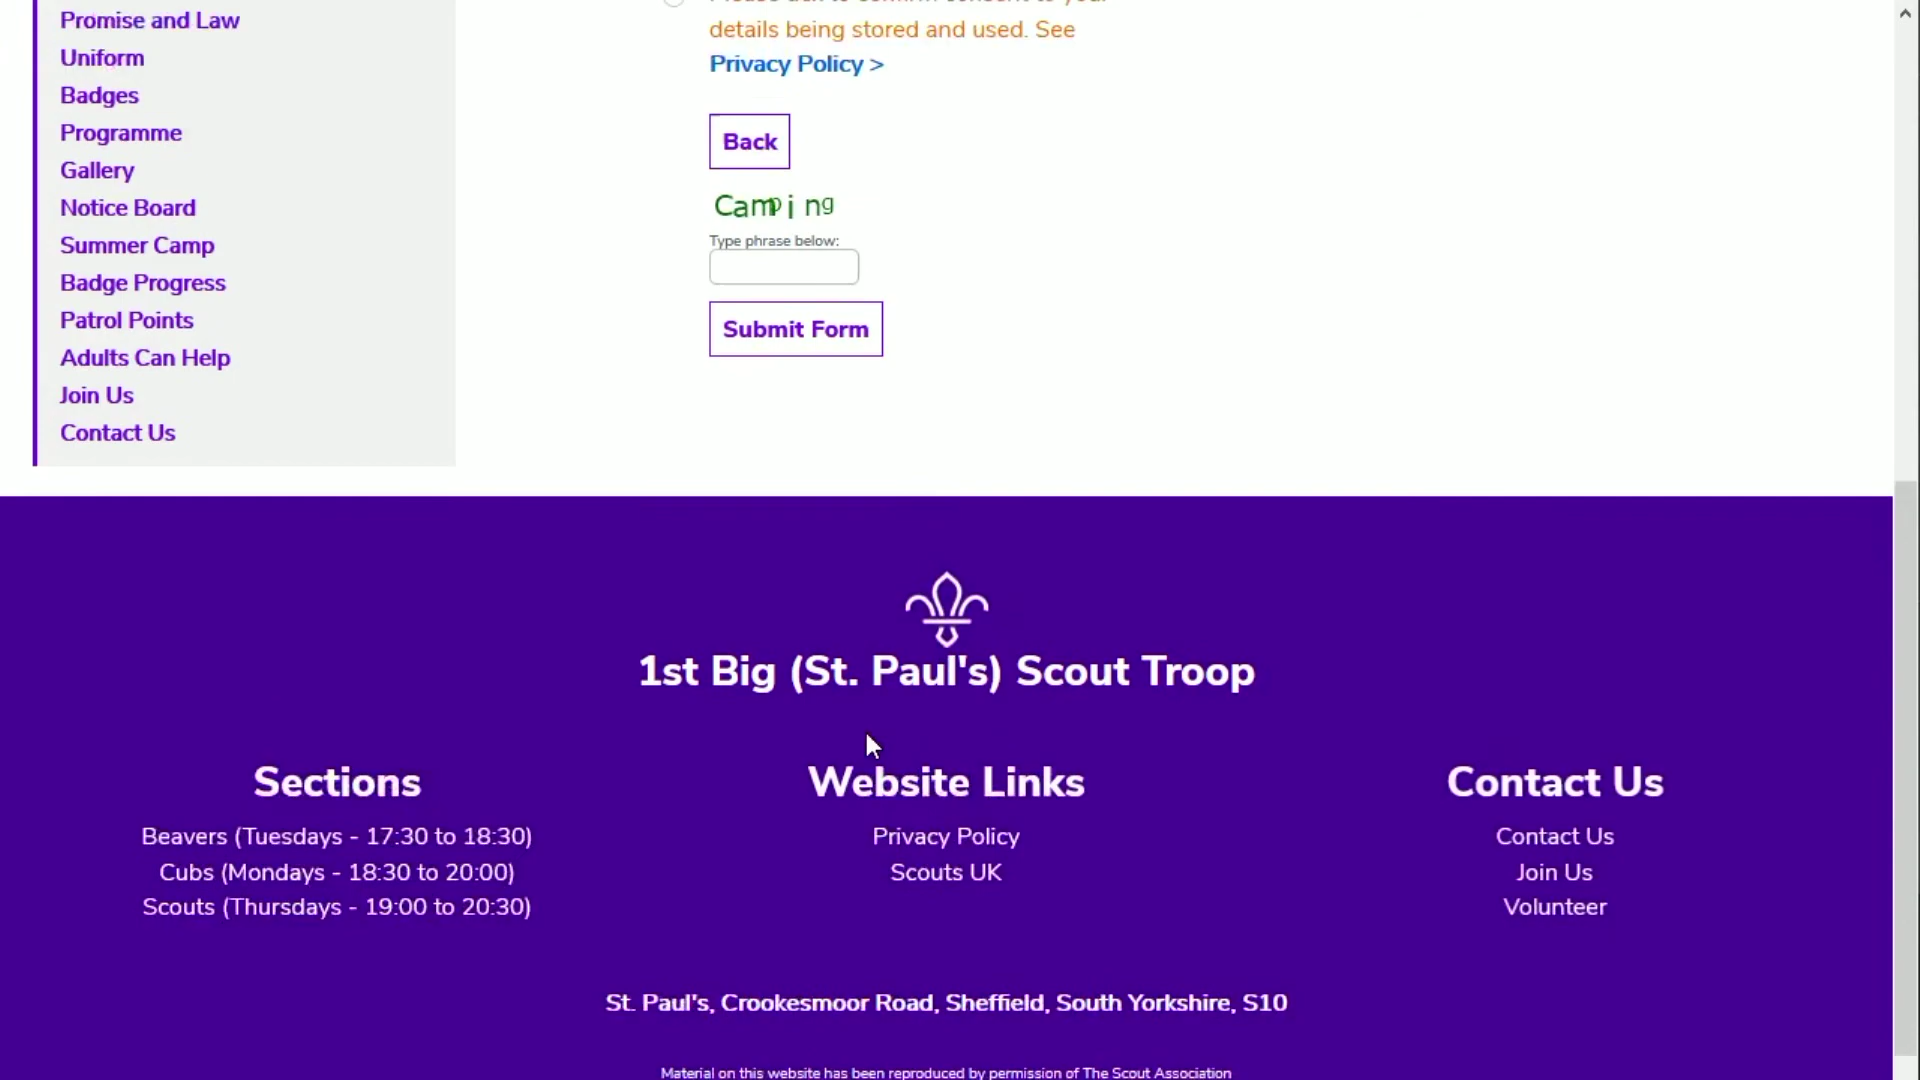 Promise and Law
Uniform
Badges
Programme
Gallery
Notice Board
Summer Camp
Badge Progress
Patrol Points
Adults Can Help
Join Us
Contact Us
details being stored and used. See
Privacy Policy >
Back
Camping
Type phrase below:
Submit Form
1st Big (St. Paul's) Scout Troop
Sections
Beavers (Tuesdays - 17:30 to 18:30)
Cubs (Mondays - 18:30 to 20:00)
Scouts (Thursdays - 19:00 to 20:30)
Website Links
Privacy Policy
Scouts UK
Contact Us
Contact Us
Join Us
Volunteer
St. Paul's, Crookesmoor Road, Sheffield, South Yorkshire, S10
Material on this website has been reproduced by permission of The Scout Association